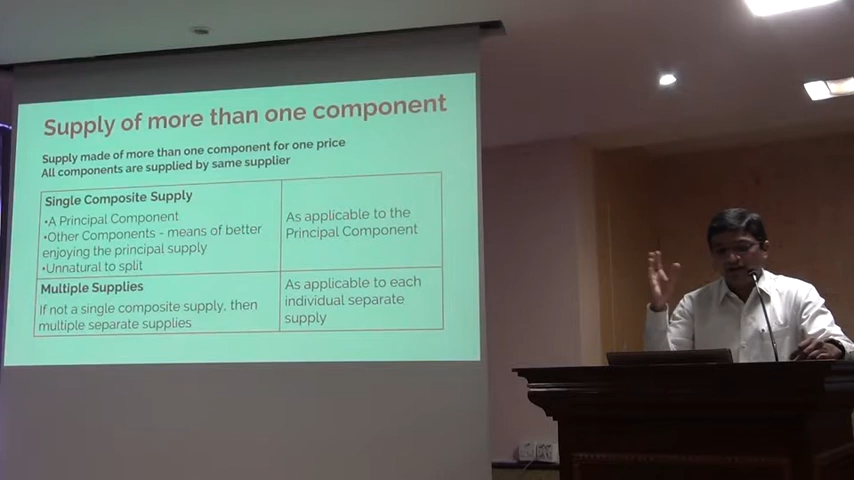 Supply of more than one component
Supply made of more than one component for one price
All components are supplied by same supplier
Single Composite Supply
•A Principal Component
•Other Components - means of better
enjoying the principal supply
•Unnatural to split
As applicable to the
Principal Component
Multiple Supplies
If not a single composite supply, then
multiple separate supplies
As applicable to each
individual separate
supply